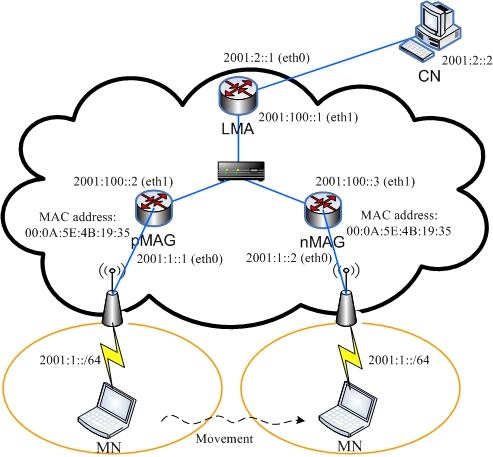 2001:2::1 (eth0)
CN
2001:2::2
LMA
2001:100::1 (eth1)
2001:100::2 (eth1)
2001:100::3 (eth1)
MAC address:
00:0A:5E:4B:19:35
pMAG
2001:1::1 (eth0)
MAC address:
00:0A:5E:4B:19:35
nMAG
2001:1::2 (eth0)
2001:1::/64
2001:1::/64
MN
Movement
MN